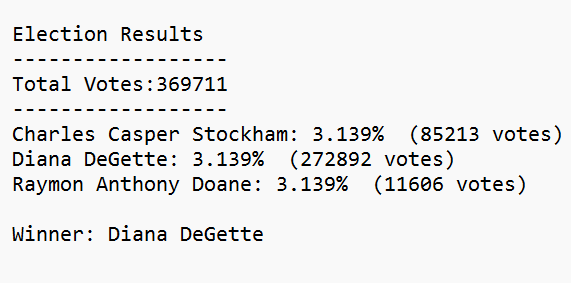 Election Results
------------------
Total Votes:369711
------------------
Charles Casper Stockham: 3.139%  (85213 votes)
Diana DeGette: 3.139%  (272892 votes)
Raymon Anthony Doane: 3.139%  (11606 votes)
Winner: Diana DeGette